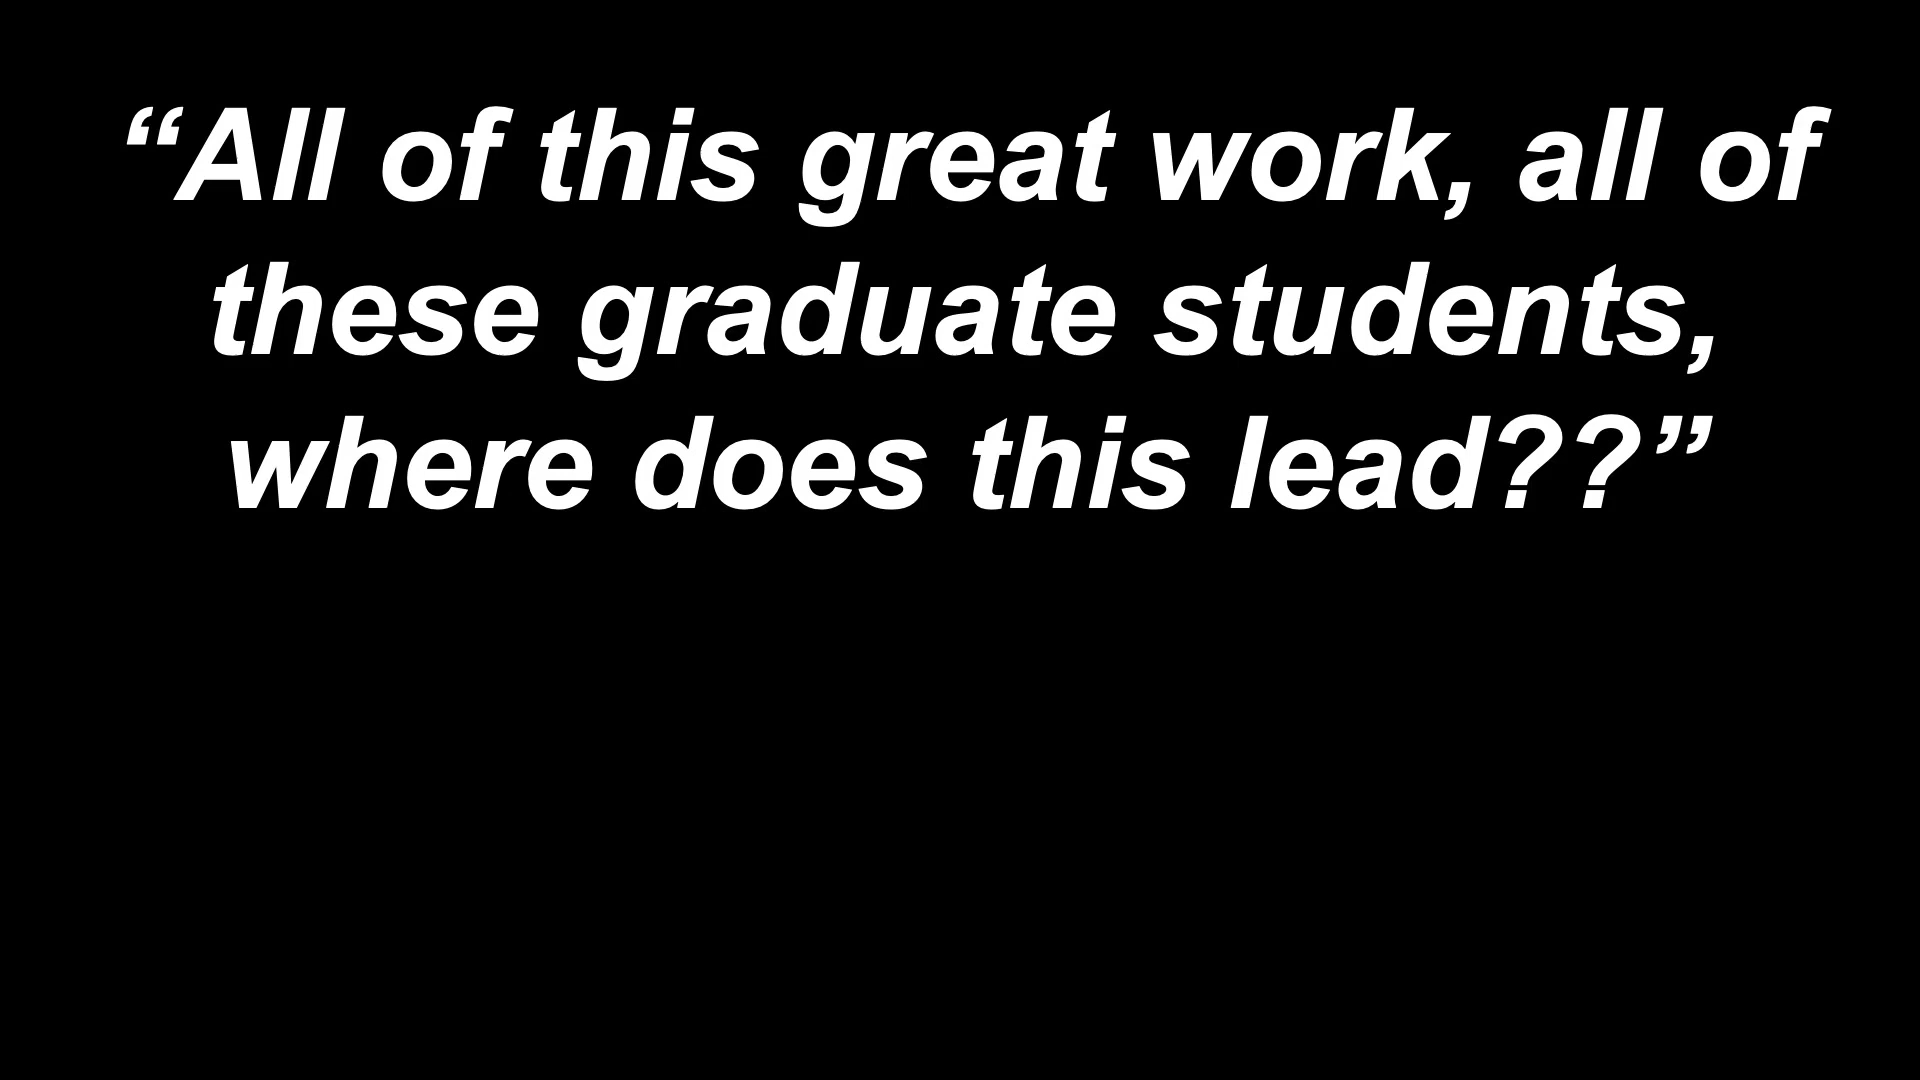 “All of this great work, all of
these graduate students,
where does this lead??”